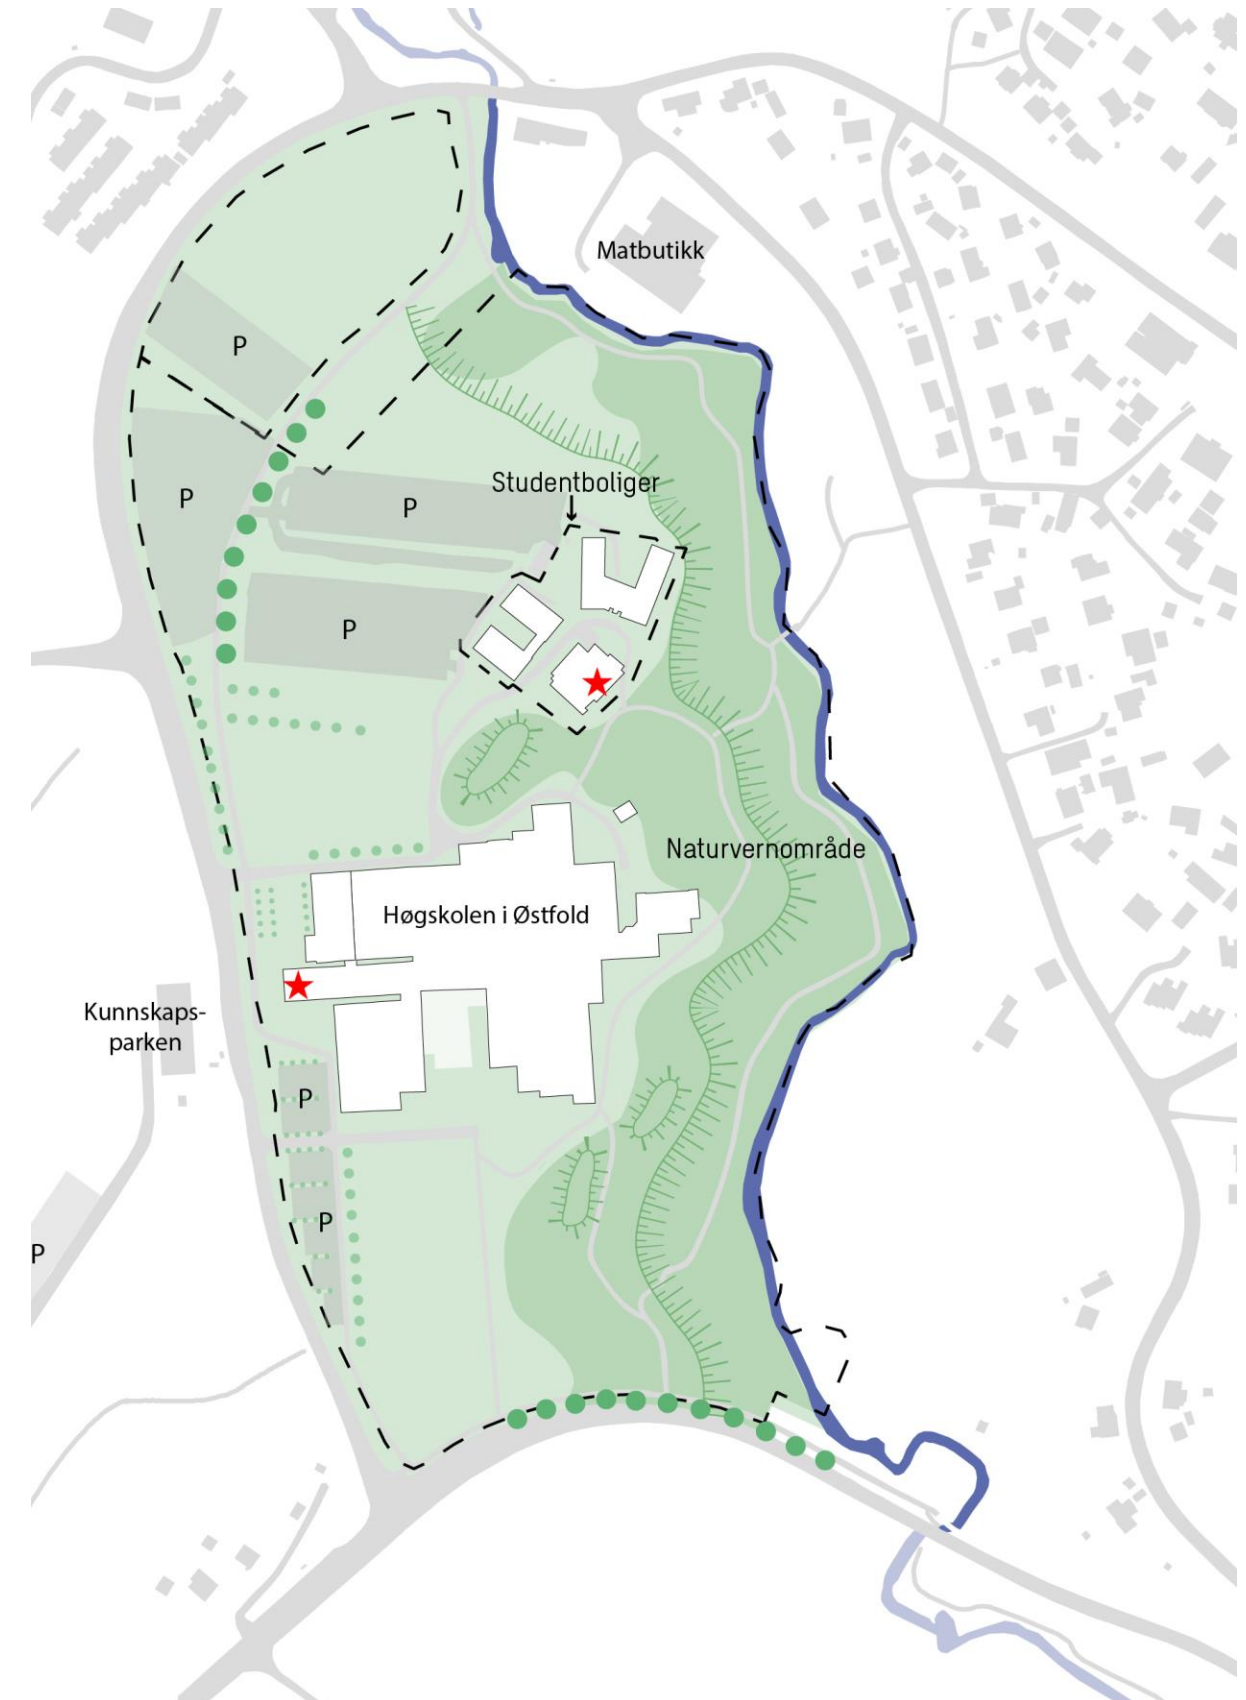 Matbutikk
P
Studentboliger
P
P
P
Naturvernområde
Høgskolen i Østfold
Kunnskaps-
parken
P
P
P